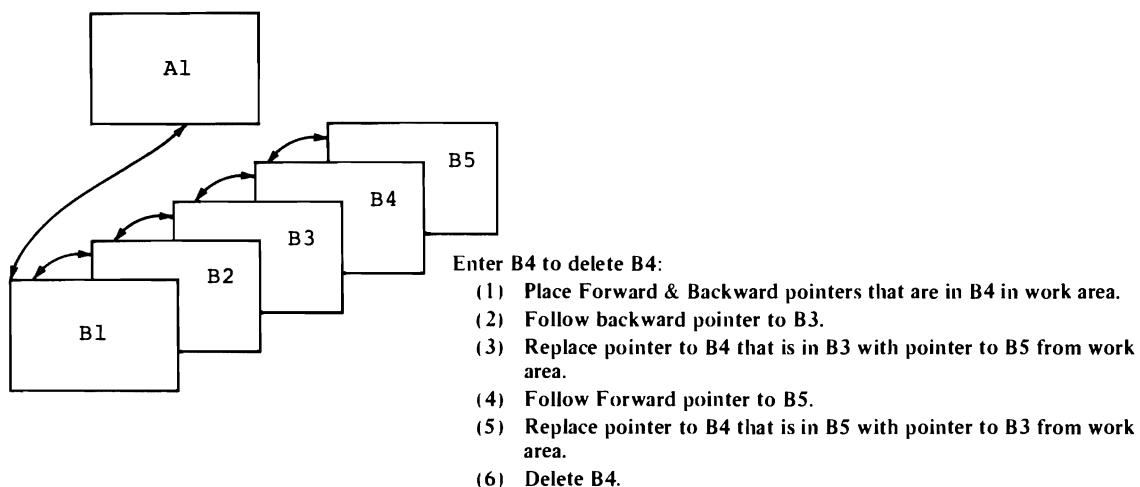 A1
B5
B4
B3
B2
B1
Enter B4 to delete B4:
(1) Place Forward & Backward pointers that are in B4 in work area.
(2) Follow backward pointer to B3.
(3) Replace pointer to B4 that is in B3 with pointer to B5 from work
area.
(4) Follow Forward pointer to B5.
(5) Replace pointer to B4 that is in B5 with pointer to B3 from work
area.
(6) Delete B4.